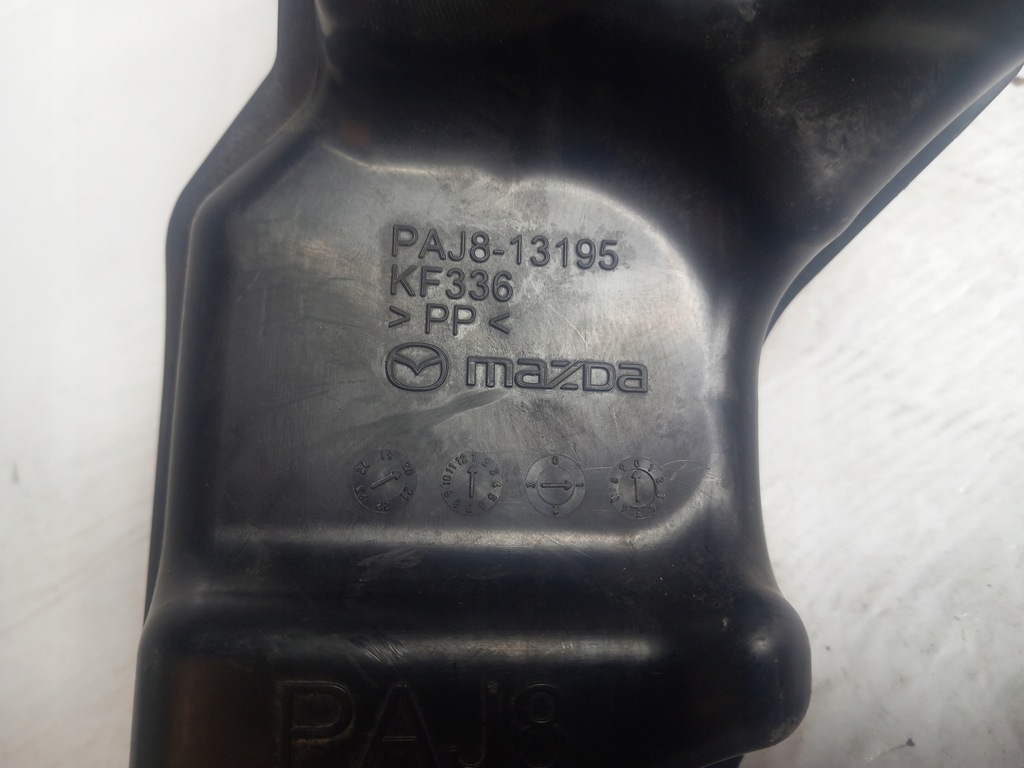 PAJ8-13195
KF336
> PP <
mazda
PAJ8